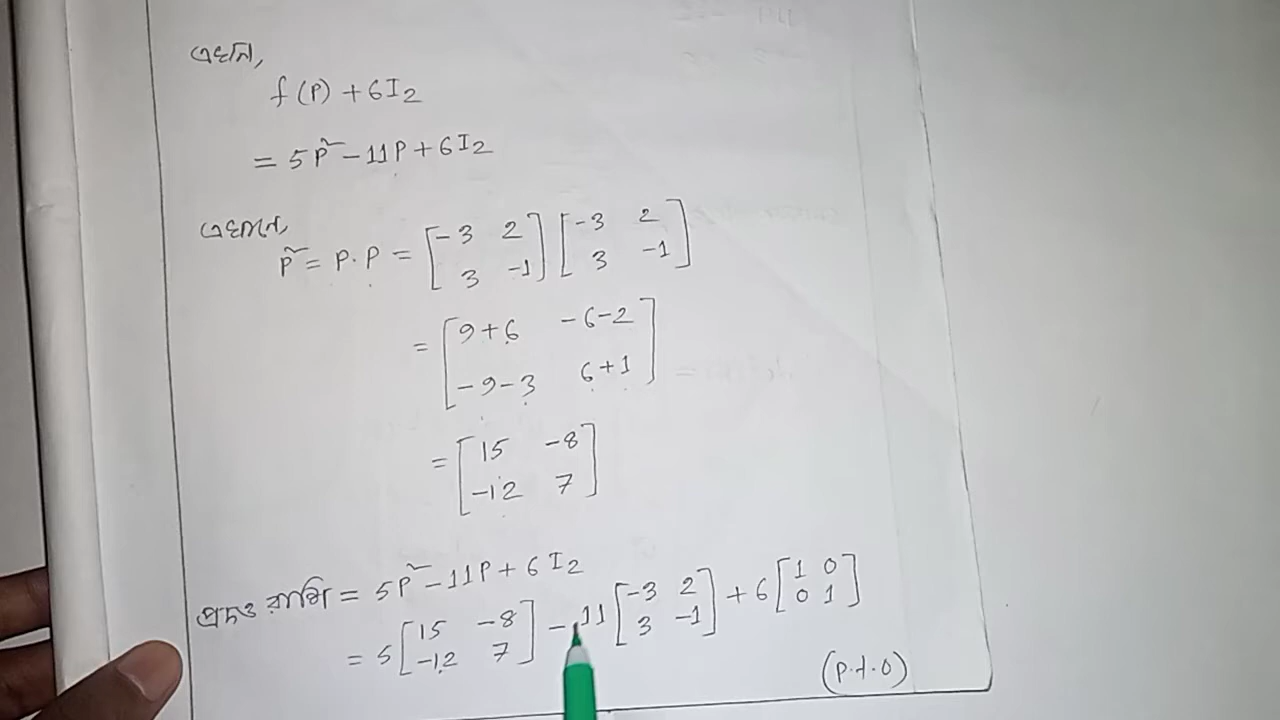 এখানে,
f(P) + 6I₂
= 5P² - 11P + 6I₂
এখানে,
P² = P.P = [-3 2 3 -1] [-3 2 3 -1]
= [9+6 -6-2 -9-3 6+1]
= [15 -8 -12 7]
প্রদত্ত রাশি = 5P² - 11P + 6I₂
= 5[15 -8 -12 7] - 11[-3 2 3 -1] + 6[1 0 0 1]
(P.t.O)